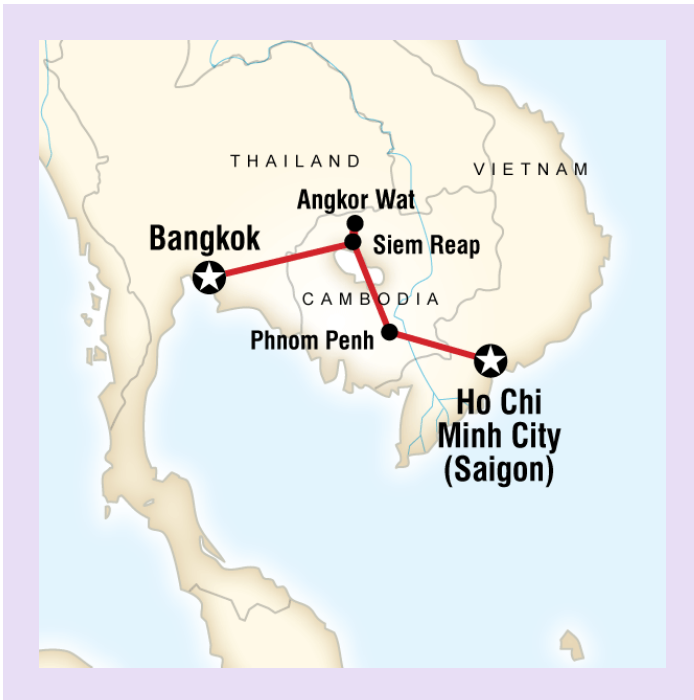 THAILAND
VIETNAM
Angkor Wat
Bangkok
Siem Reap
CAMBODIA
Phnom Penh
Ho Chi
Minh City
(Saigon)